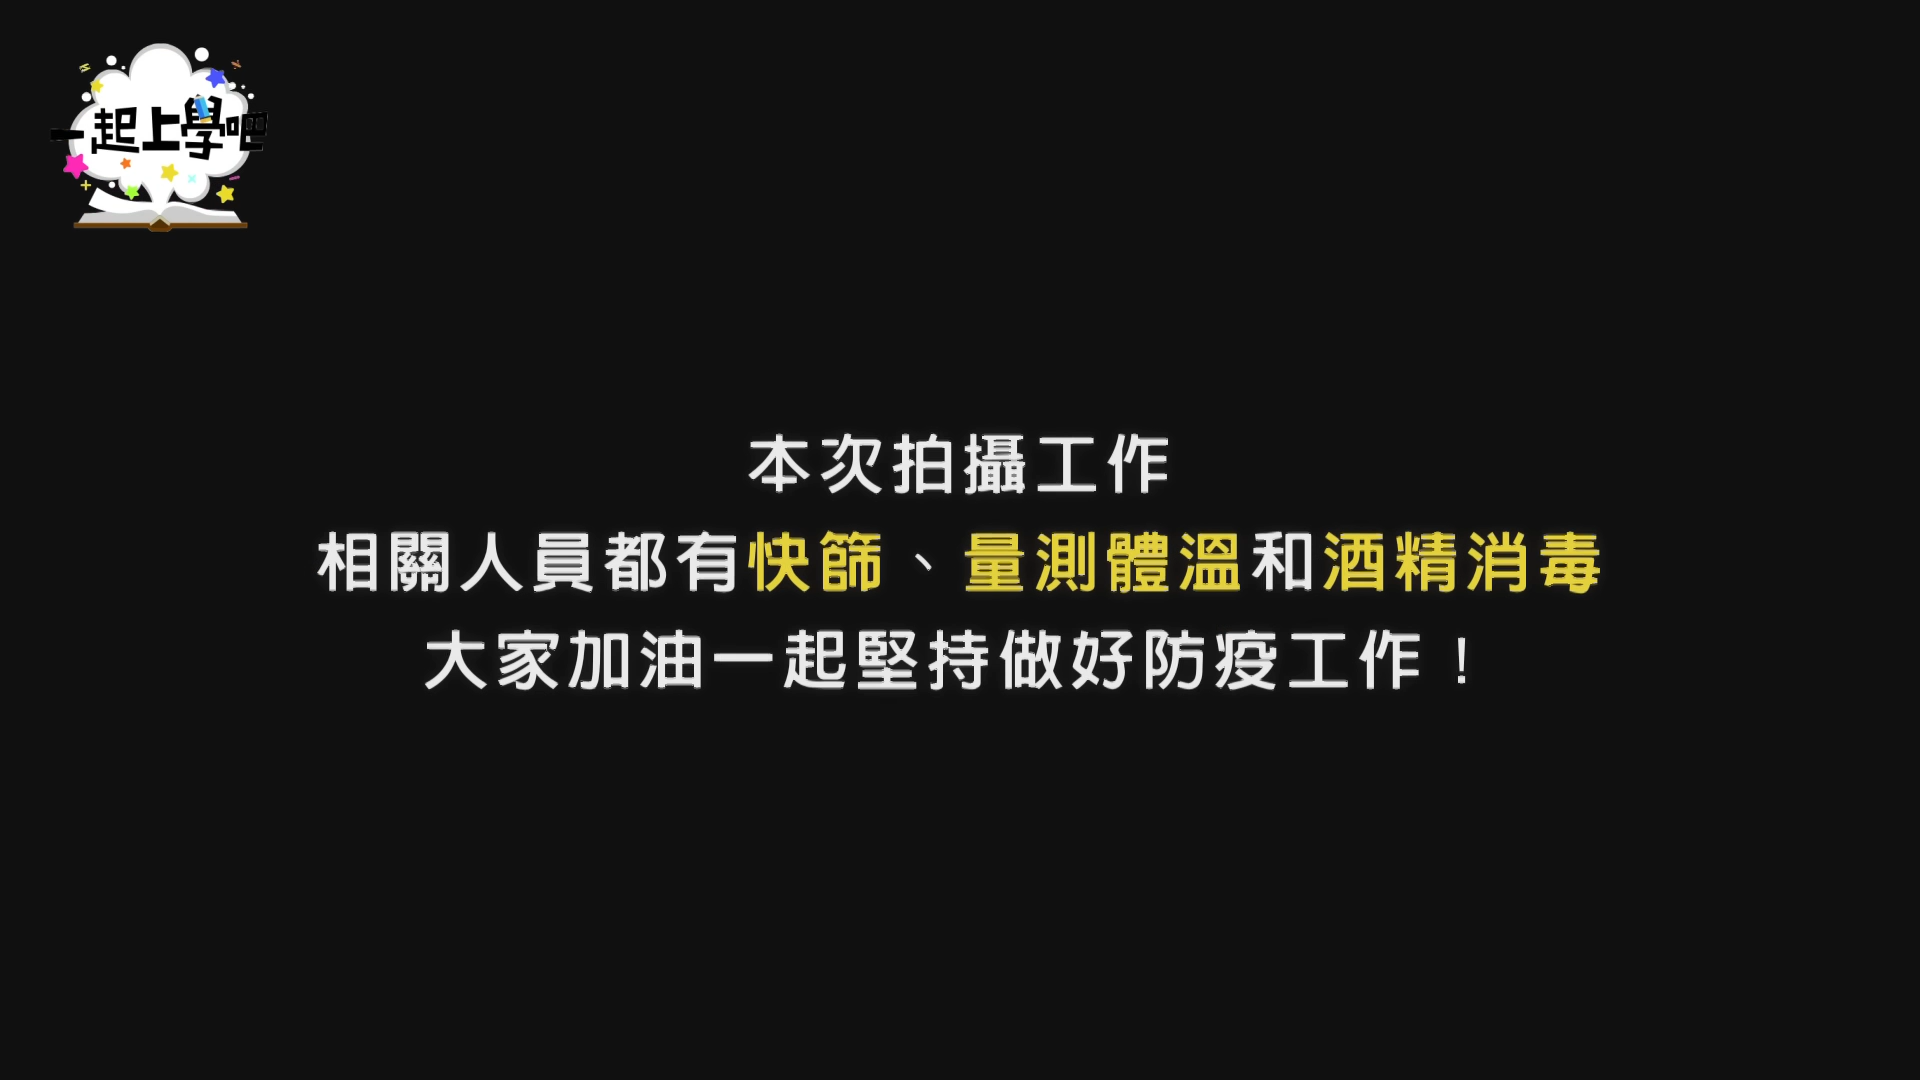 一起上學吧
本次拍攝工作
相關人員都有快篩、量測體溫和酒精消毒
大家加油一起堅持做好防疫工作！